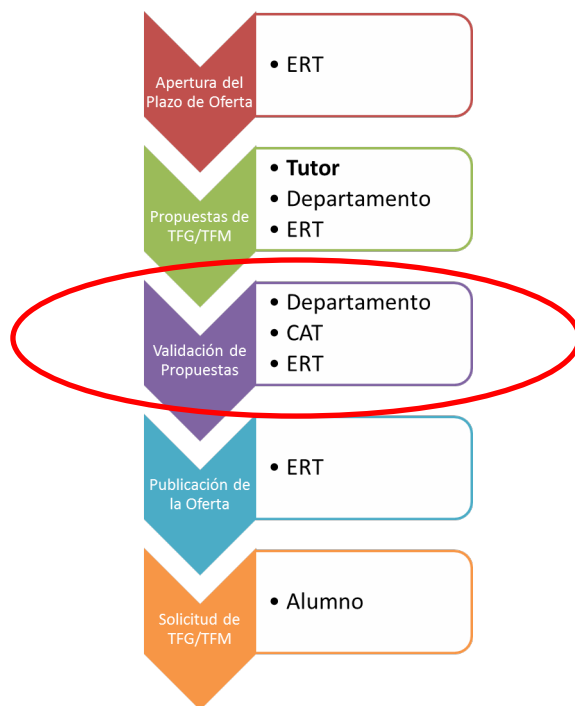 Apertura del
Plazo de Oferta
• ERT
Propuestas de
TFG/TFM
• Tutor
• Departamento
• ERT
Validación de
Propuestas
• Departamento
• CAT
• ERT
Publicación de
la Oferta
• ERT
Solicitud de
TFG/TFM
• Alumno